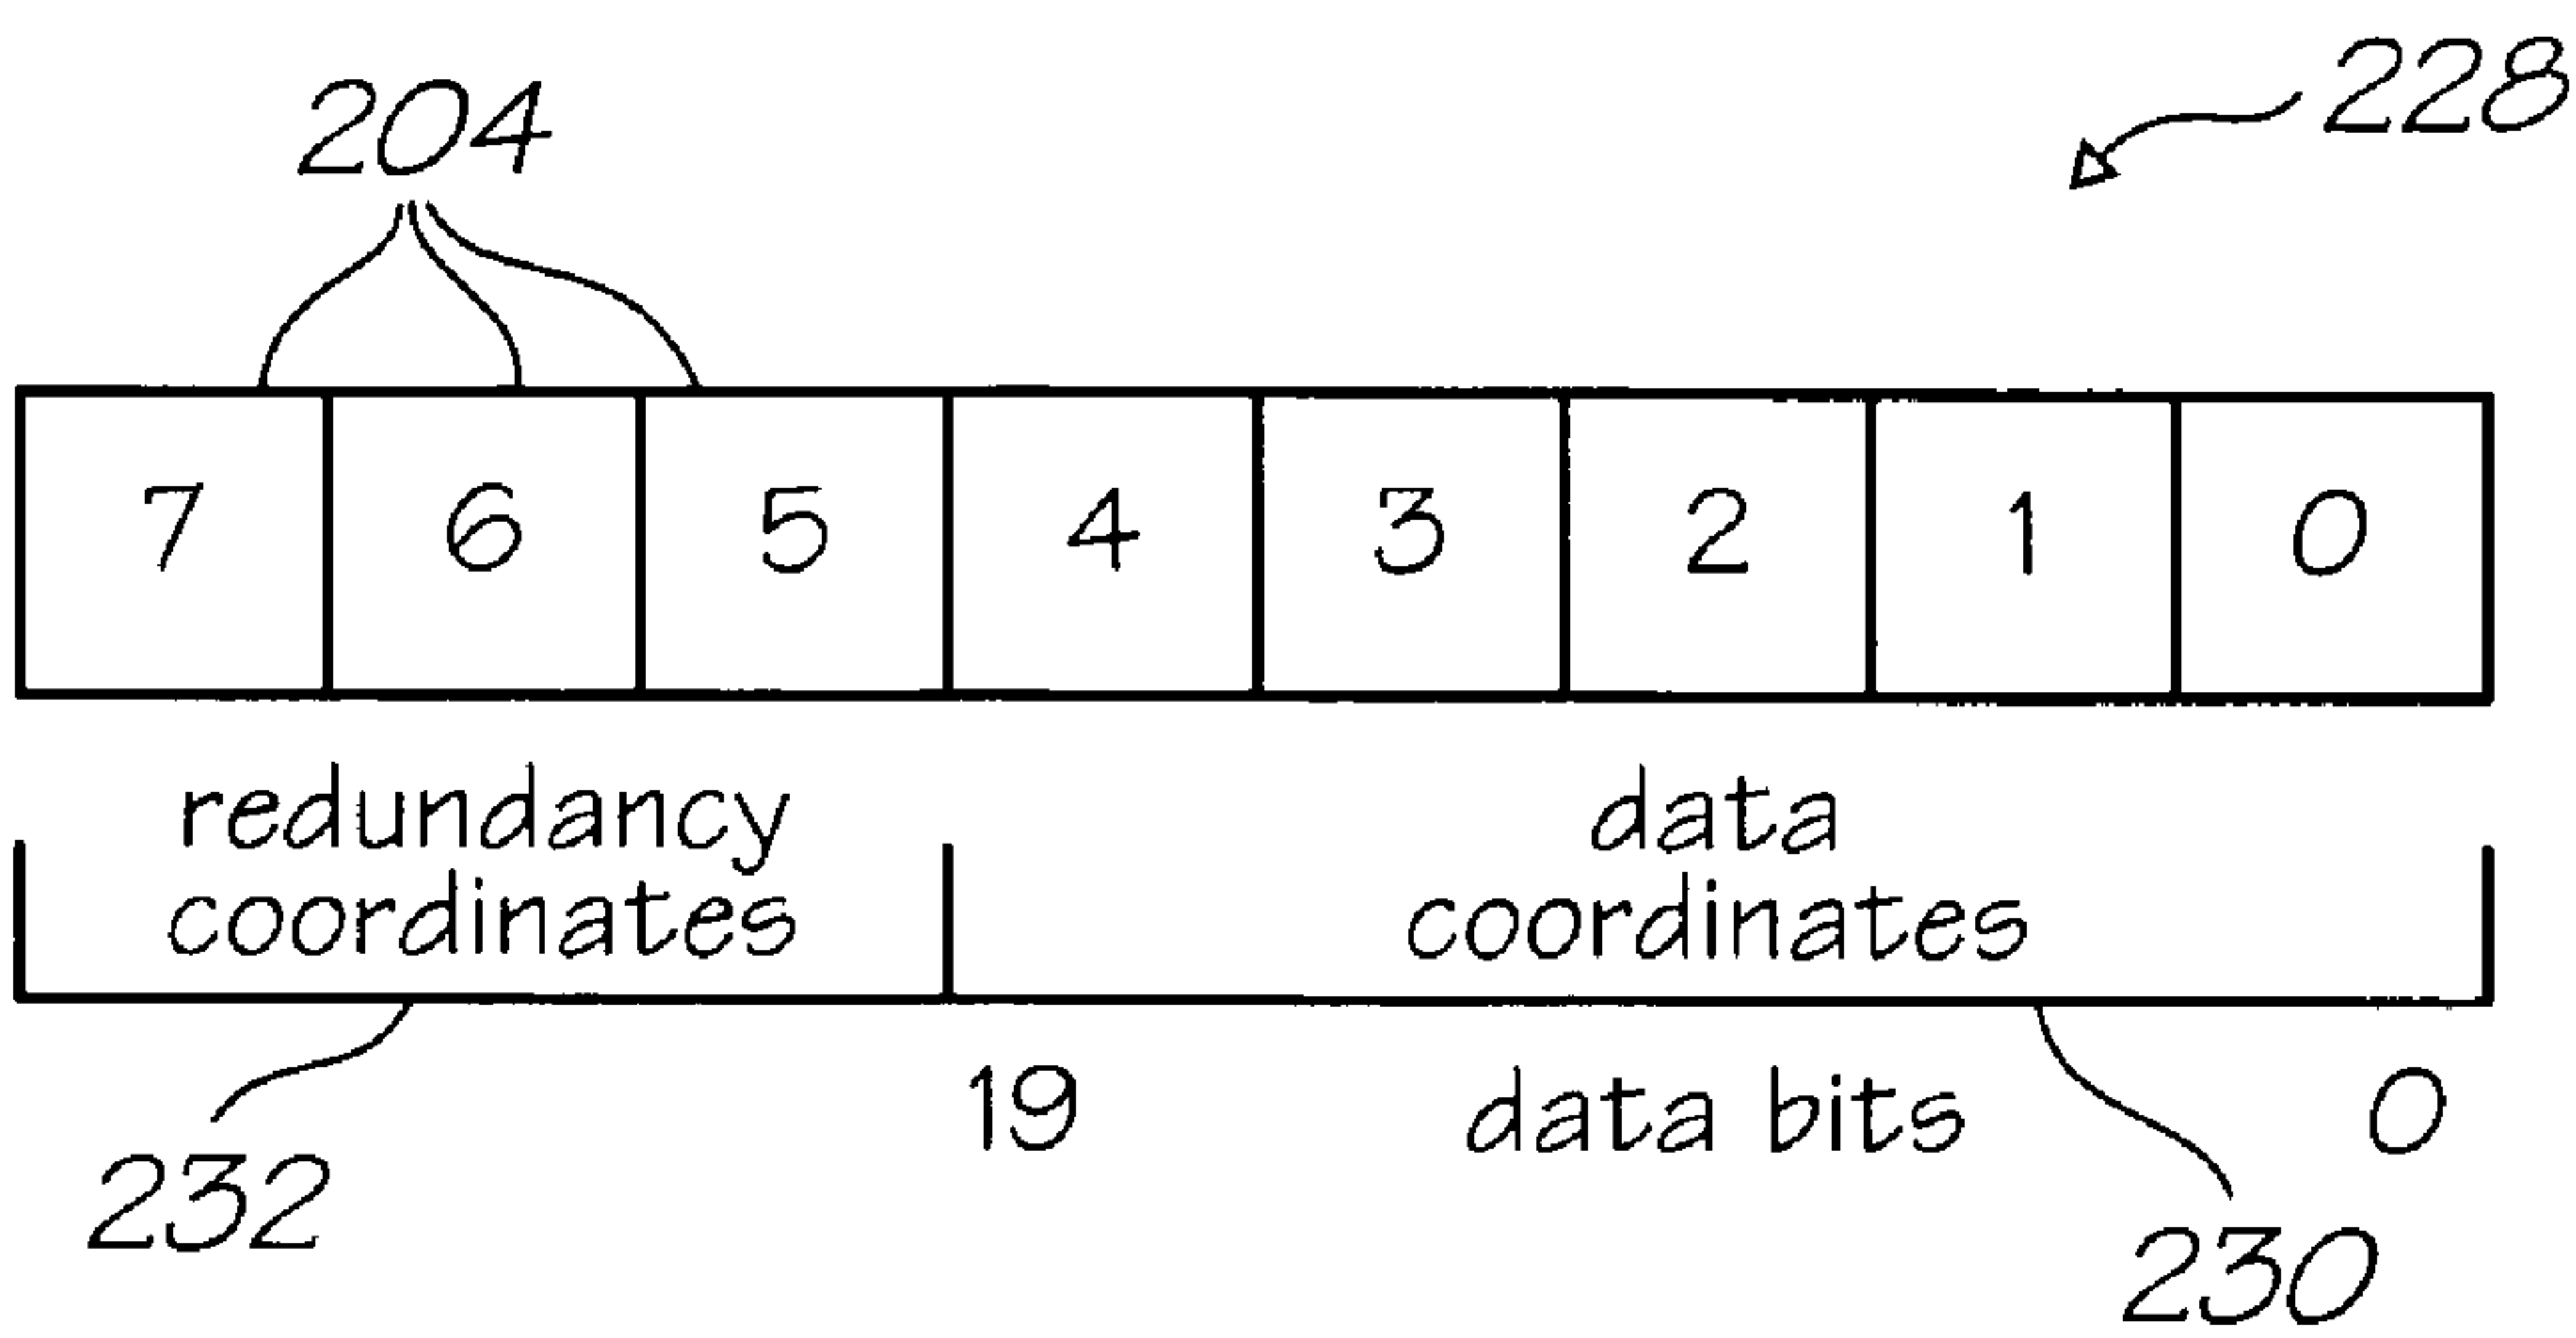 228
204
7 6 5 4 3 2 1 0
redundancy
coordinates
data
coordinates
19 data bits 0
232
230